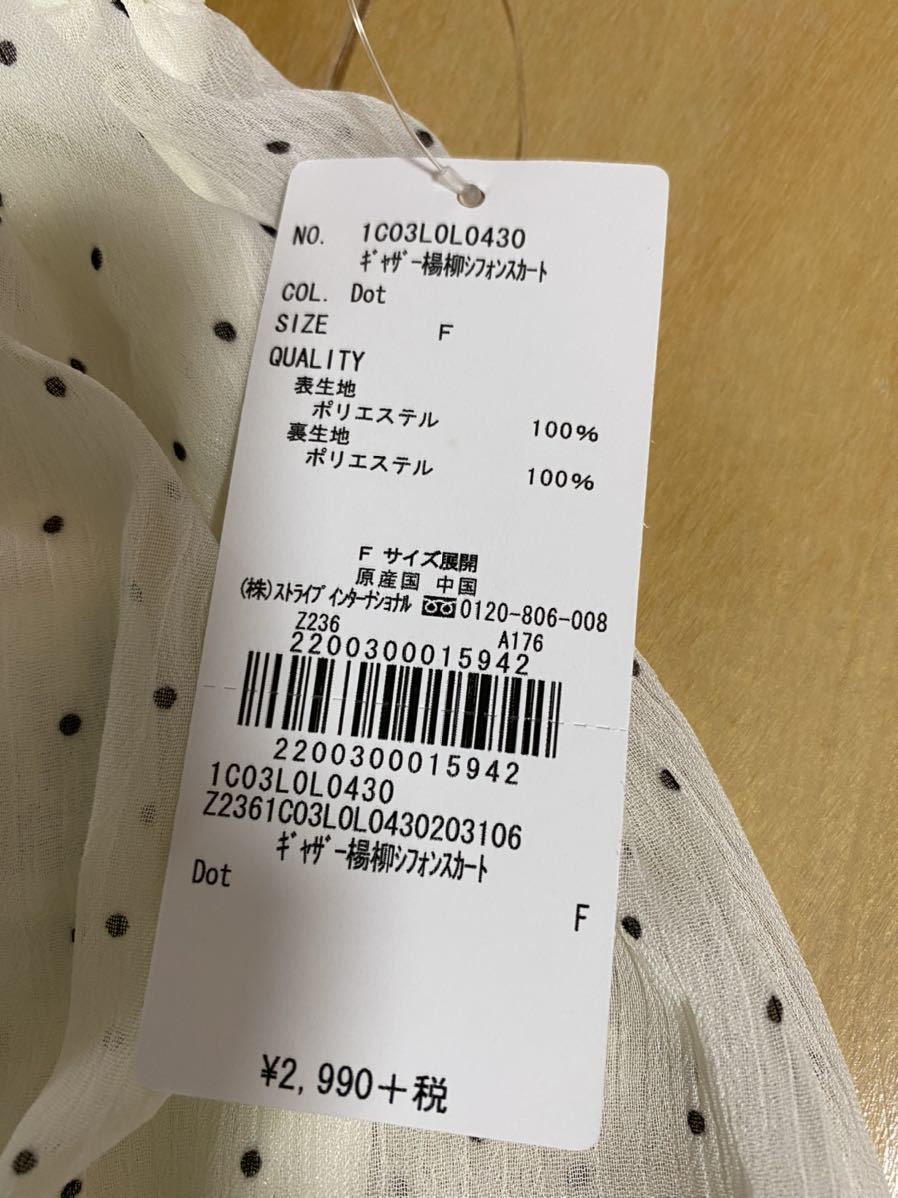 NO. 1C03L0L0430
ギャザー楊柳シフォンスカート
COL. Dot
SIZE F
QUALITY
表生地
ポリエステル 100%
裏生地
ポリエステル 100%
F サイズ展開
原産国 中国
(株)ストライプインターナショナル 0120-806-008
Z236 A176
2200300015942
2200300015942
1C03L0L0430
Z2361C03L0L0430203106
ギャザー楊柳シフォンスカート
Dot
F
¥2,990+税